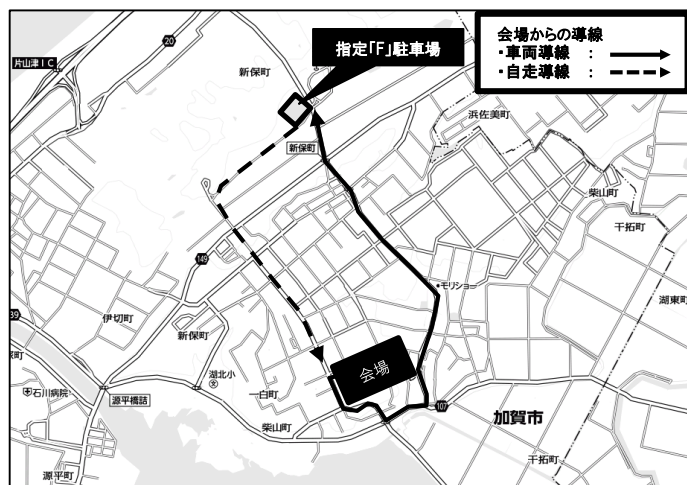 会場からの導線
・車両導線 :
・自走導線 :
指定「F」駐車場
20
片山津IC
新保町
浜佐美町
新保町
柴山町
干拓町
149
モリショー
湖東町
39
伊切町
新保町
湖北小
会場
石川病院
一白町
源平橋詰
107
加賀市
柴山町
干拓町
源平町